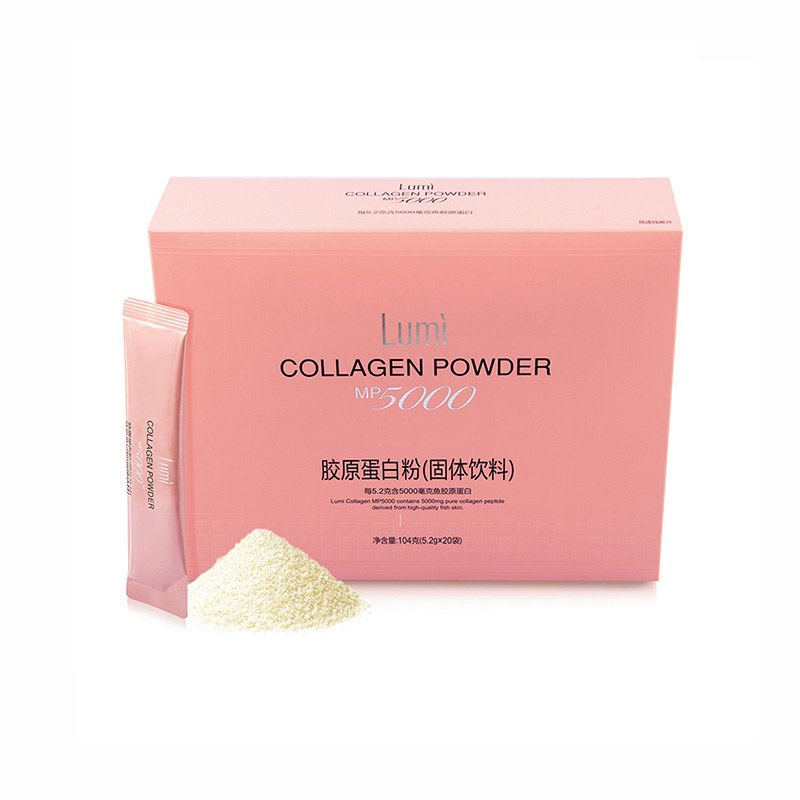 Lumì
COLLAGEN POWDER
MP5000
每5.2克含5000毫克鱼胶原蛋白
Lumì
COLLAGEN POWDER
MP5000
胶原蛋白粉(固体饮料)
每5.2克含5000毫克鱼胶原蛋白
Lumi Collagen MP5000 contains 5000mg pure collagen peptide
derived from high-quality fish skin.
净含量:104克(5.2g×20袋)
Lumì
COLLAGEN POWDER